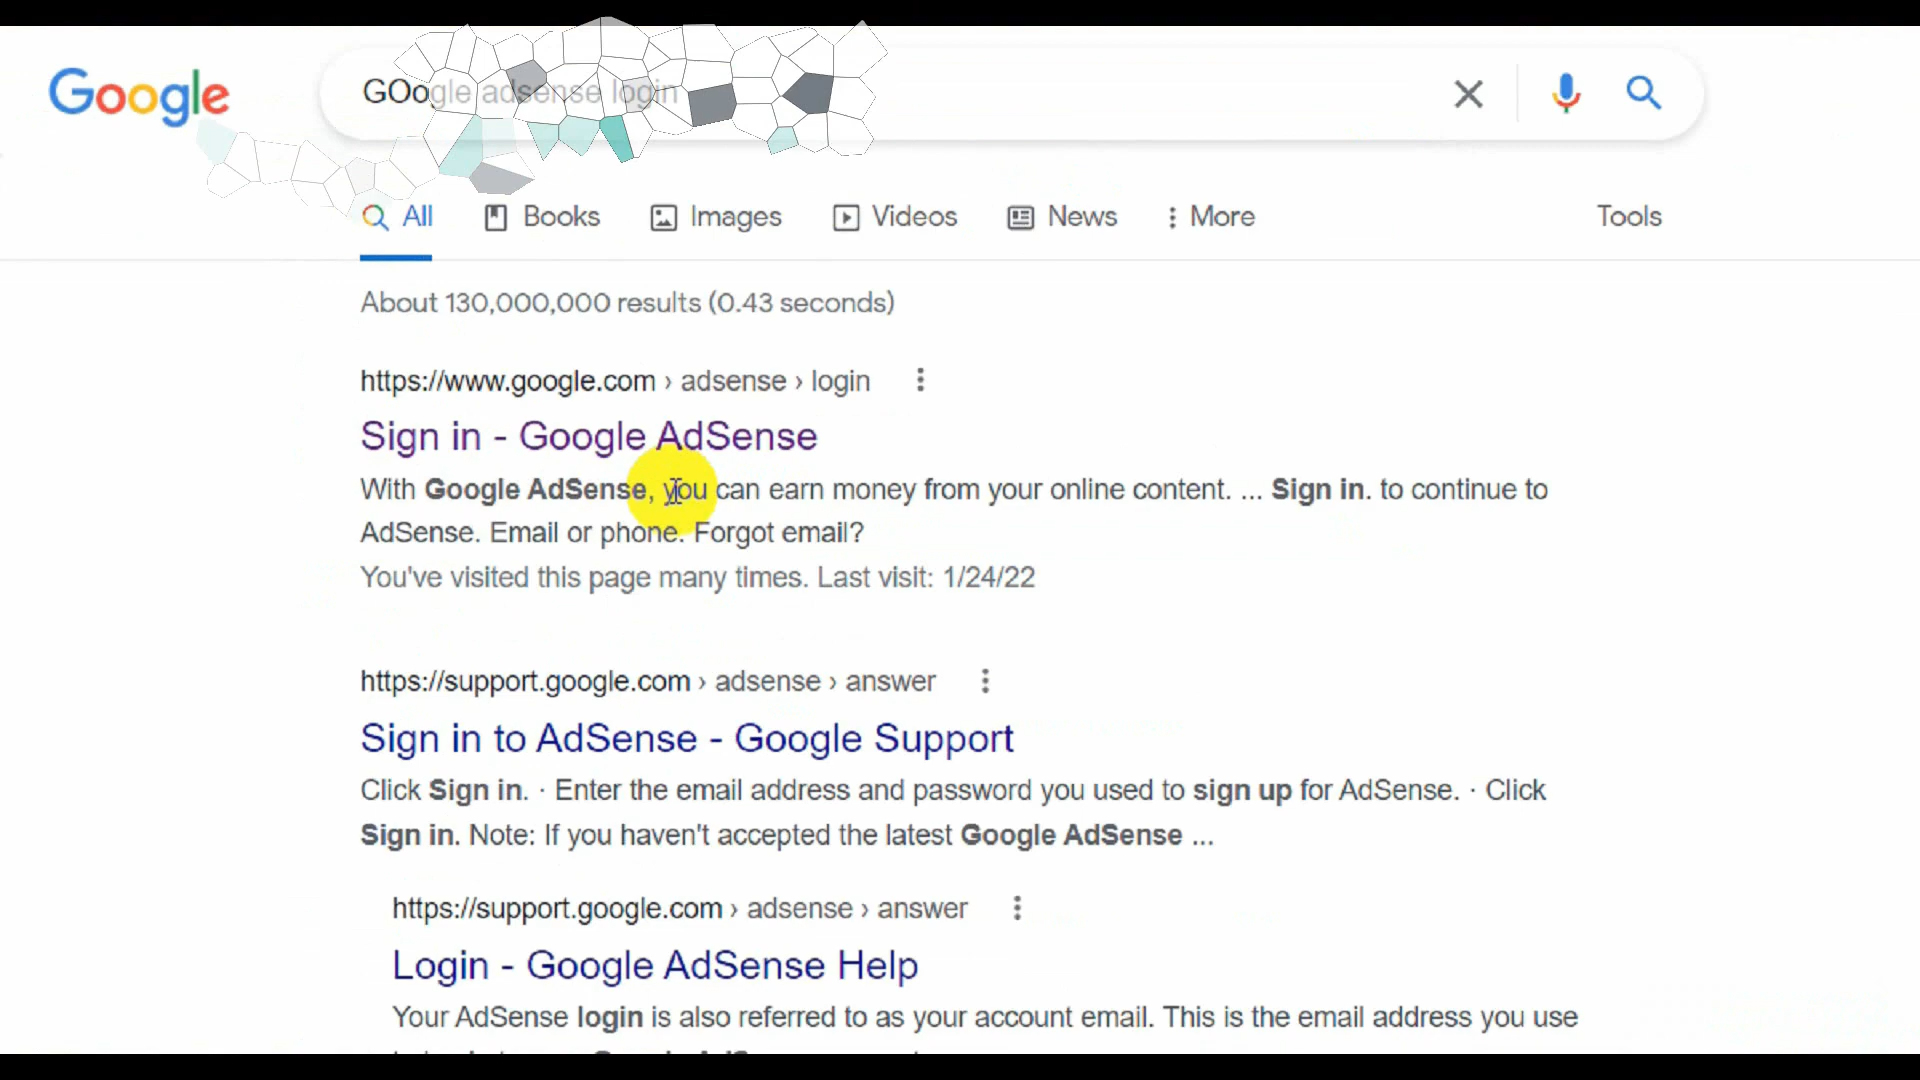 Google
GOogle adsense login
All Books Images Videos News More Tools
About 130,000,000 results (0.43 seconds)
https://www.google.com › adsense › login
Sign in - Google AdSense
With Google AdSense, you can earn money from your online content. ... Sign in. to continue to
AdSense. Email or phone. Forgot email?
You've visited this page many times. Last visit: 1/24/22
https://support.google.com › adsense › answer
Sign in to AdSense - Google Support
Click Sign in. · Enter the email address and password you used to sign up for AdSense. · Click
Sign in. Note: If you haven't accepted the latest Google AdSense ...
https://support.google.com › adsense › answer
Login - Google AdSense Help
Your AdSense login is also referred to as your account email. This is the email address you use